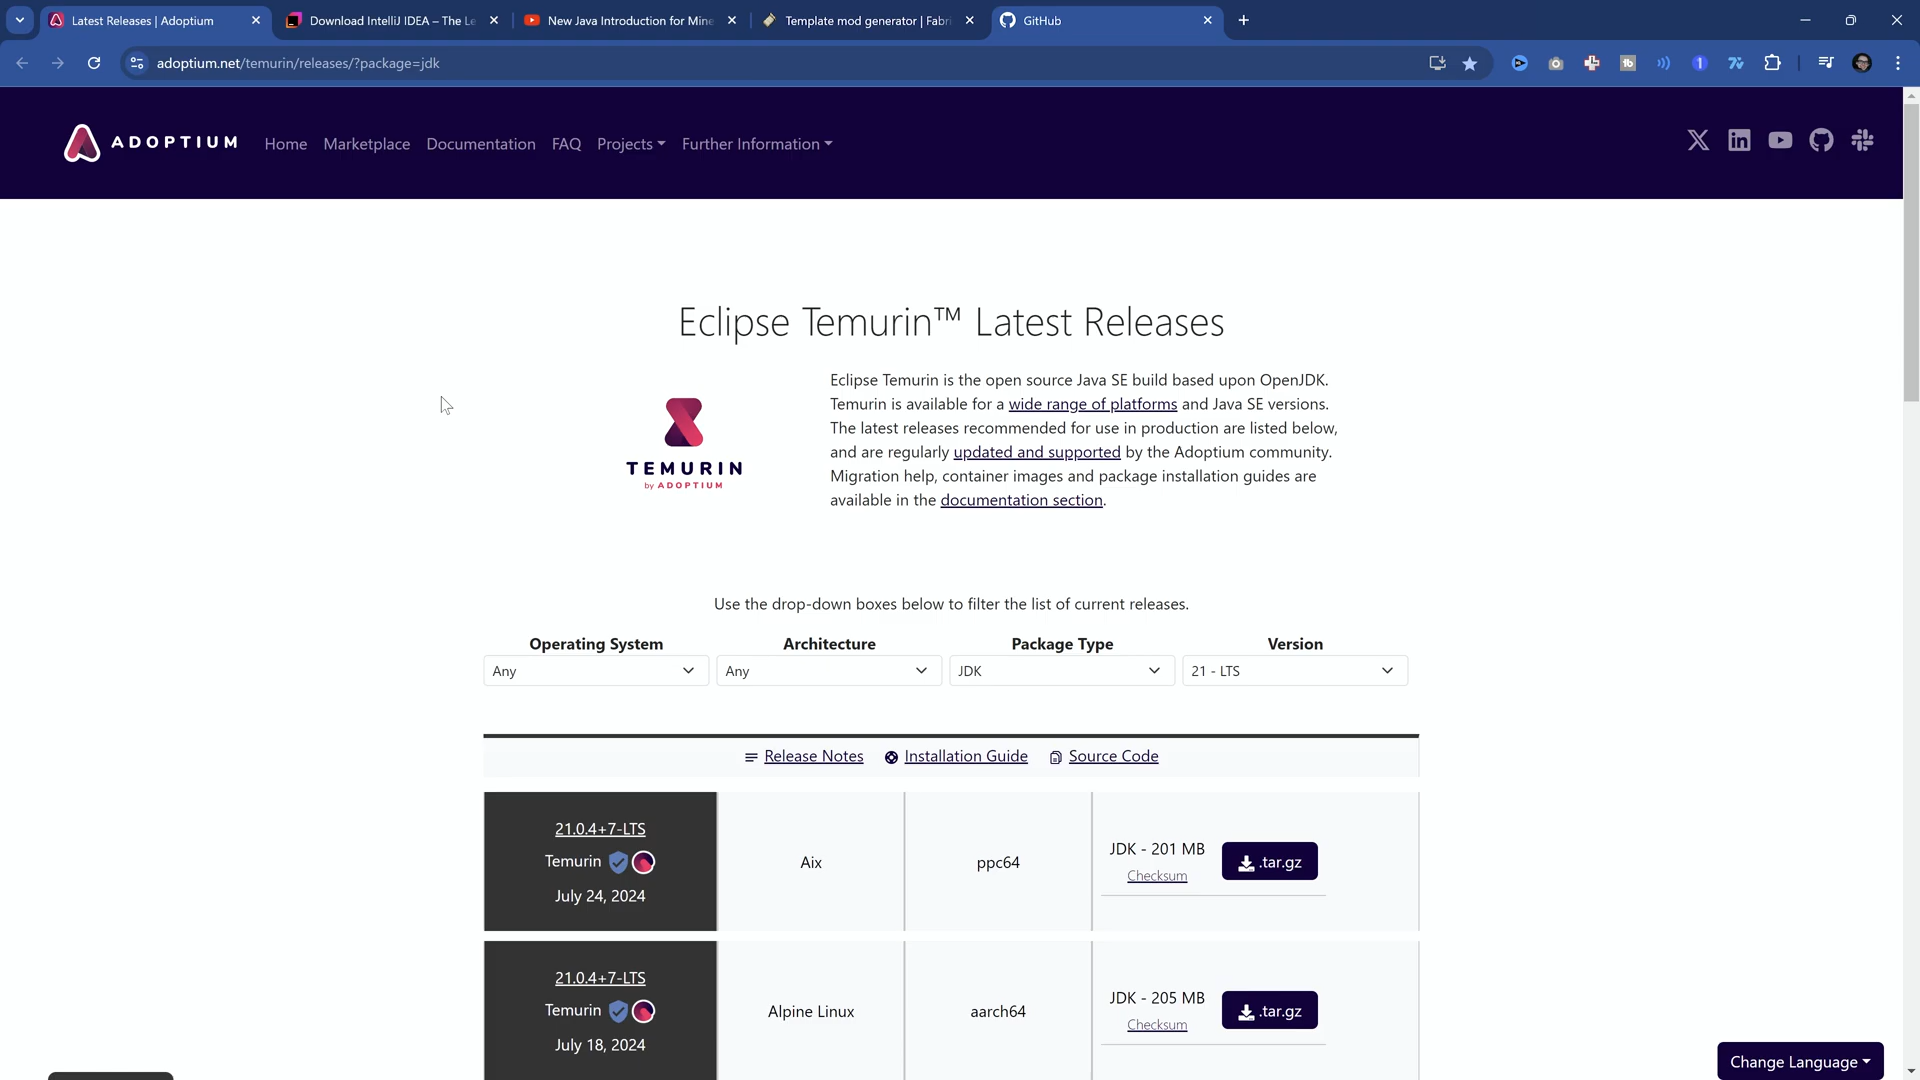 Latest Releases | Adoptium
Download IntelliJ IDEA – The Le
New Java Introduction for Mine
Template mod generator | Fabri
GitHub
adoptium.net/temurin/releases/?package=jdk
ADOPTIUM
Home
Marketplace
Documentation
FAQ
Projects
Further Information
Eclipse Temurin™ Latest Releases
TEMURIN
by ADOPTIUM
Eclipse Temurin is the open source Java SE build based upon OpenJDK.
Temurin is available for a wide range of platforms and Java SE versions.
The latest releases recommended for use in production are listed below,
and are regularly updated and supported by the Adoptium community.
Migration help, container images and package installation guides are
available in the documentation section.
Use the drop-down boxes below to filter the list of current releases.
Operating System
Architecture
Package Type
Version
Any
Any
JDK
21 - LTS
Release Notes
Installation Guide
Source Code
21.0.4+7-LTS
Temurin
July 24, 2024
Aix
ppc64
JDK - 201 MB
Checksum
.tar.gz
21.0.4+7-LTS
Temurin
July 18, 2024
Alpine Linux
aarch64
JDK - 205 MB
Checksum
.tar.gz
Change Language